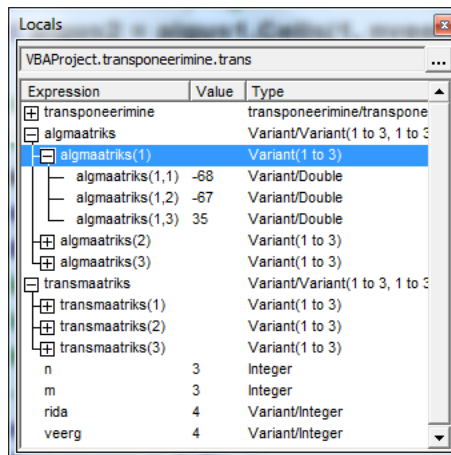 Locals
VBAProject.transponeerimine.trans
...
Expression Value Type
transponeerimine transponeerimine/transpone
algmaatriks Variant/Variant(1 to 3, 1 to 3
algmaatriks(1) Variant(1 to 3)
algmaatriks(1,1) -68 Variant/Double
algmaatriks(1,2) -67 Variant/Double
algmaatriks(1,3) 35 Variant/Double
algmaatriks(2) Variant(1 to 3)
algmaatriks(3) Variant(1 to 3)
transmaatriks Variant/Variant(1 to 3, 1 to 3
transmaatriks(1) Variant(1 to 3)
transmaatriks(2) Variant(1 to 3)
transmaatriks(3) Variant(1 to 3)
n 3 Integer
m 3 Integer
rida 4 Variant/Integer
veerg 4 Variant/Integer